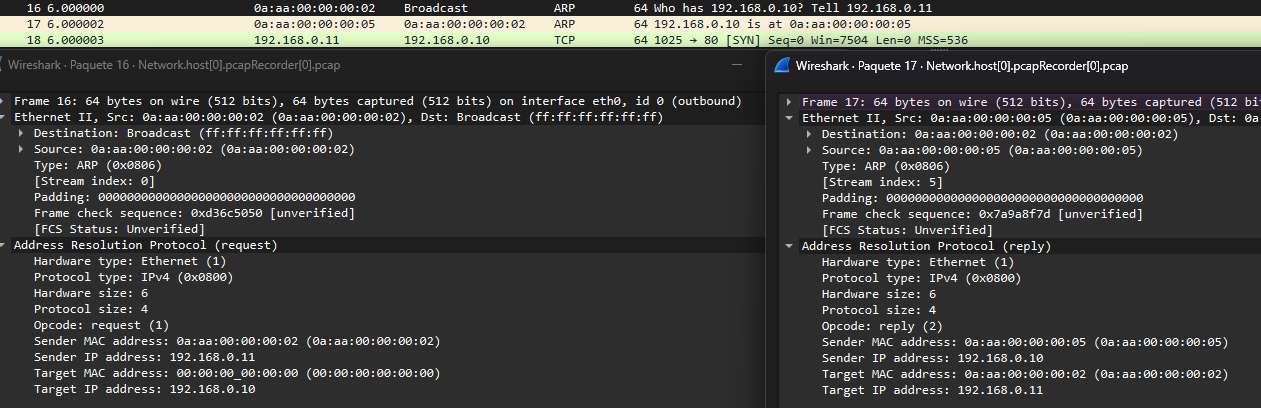 16 6.000000 0a:aa:00:00:00:02 Broadcast ARP 64 Who has 192.168.0.10? Tell 192.168.0.11
17 6.000002 0a:aa:00:00:00:05 0a:aa:00:00:00:02 ARP 64 192.168.0.10 is at 0a:aa:00:00:00:05
18 6.000003 192.168.0.11 192.168.0.10 TCP 64 1025 → 80 [SYN] Seq=0 Win=7504 Len=0 MSS=536
Wireshark · Paquete 16 · Network.host[0].pcapRecorder[0].pcap
Frame 16: 64 bytes on wire (512 bits), 64 bytes captured (512 bits) on interface eth0, id 0 (outbound)
Ethernet II, Src: 0a:aa:00:00:00:02 (0a:aa:00:00:00:02), Dst: Broadcast (ff:ff:ff:ff:ff:ff)
Destination: Broadcast (ff:ff:ff:ff:ff:ff)
Source: 0a:aa:00:00:00:02 (0a:aa:00:00:00:02)
Type: ARP (0x0806)
[Stream index: 0]
Padding: 000000000000000000000000000000000000
Frame check sequence: 0xd36c5050 [unverified]
[FCS Status: Unverified]
Address Resolution Protocol (request)
Hardware type: Ethernet (1)
Protocol type: IPv4 (0x0800)
Hardware size: 6
Protocol size: 4
Opcode: request (1)
Sender MAC address: 0a:aa:00:00:00:02 (0a:aa:00:00:00:02)
Sender IP address: 192.168.0.11
Target MAC address: 00:00:00_00:00:00 (00:00:00:00:00:00)
Target IP address: 192.168.0.10
Wireshark · Paquete 17 · Network.host[0].pcapRecorder[0].pcap
Frame 17: 64 bytes on wire (512 bits), 64 bytes captured (512 bi
Ethernet II, Src: 0a:aa:00:00:00:05 (0a:aa:00:00:00:05), Dst: 0a
Destination: 0a:aa:00:00:00:02 (0a:aa:00:00:00:02)
Source: 0a:aa:00:00:00:05 (0a:aa:00:00:00:05)
Type: ARP (0x0806)
[Stream index: 5]
Padding: 000000000000000000000000000000000000
Frame check sequence: 0x7a9a8f7d [unverified]
[FCS Status: Unverified]
Address Resolution Protocol (reply)
Hardware type: Ethernet (1)
Protocol type: IPv4 (0x0800)
Hardware size: 6
Protocol size: 4
Opcode: reply (2)
Sender MAC address: 0a:aa:00:00:00:05 (0a:aa:00:00:00:05)
Sender IP address: 192.168.0.10
Target MAC address: 0a:aa:00:00:00:02 (0a:aa:00:00:00:02)
Target IP address: 192.168.0.11